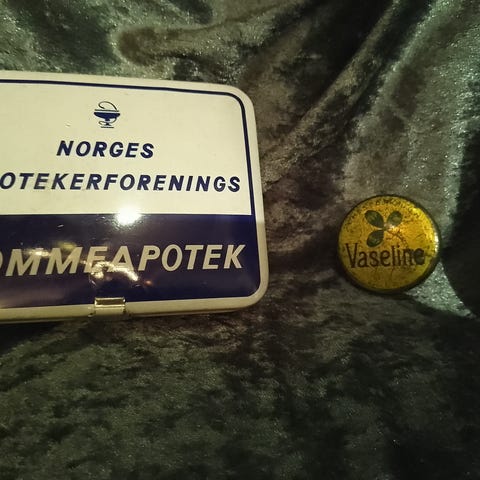 NORGES
OTEKERFORENINGS
OMMEAPOTEK
Vaseline